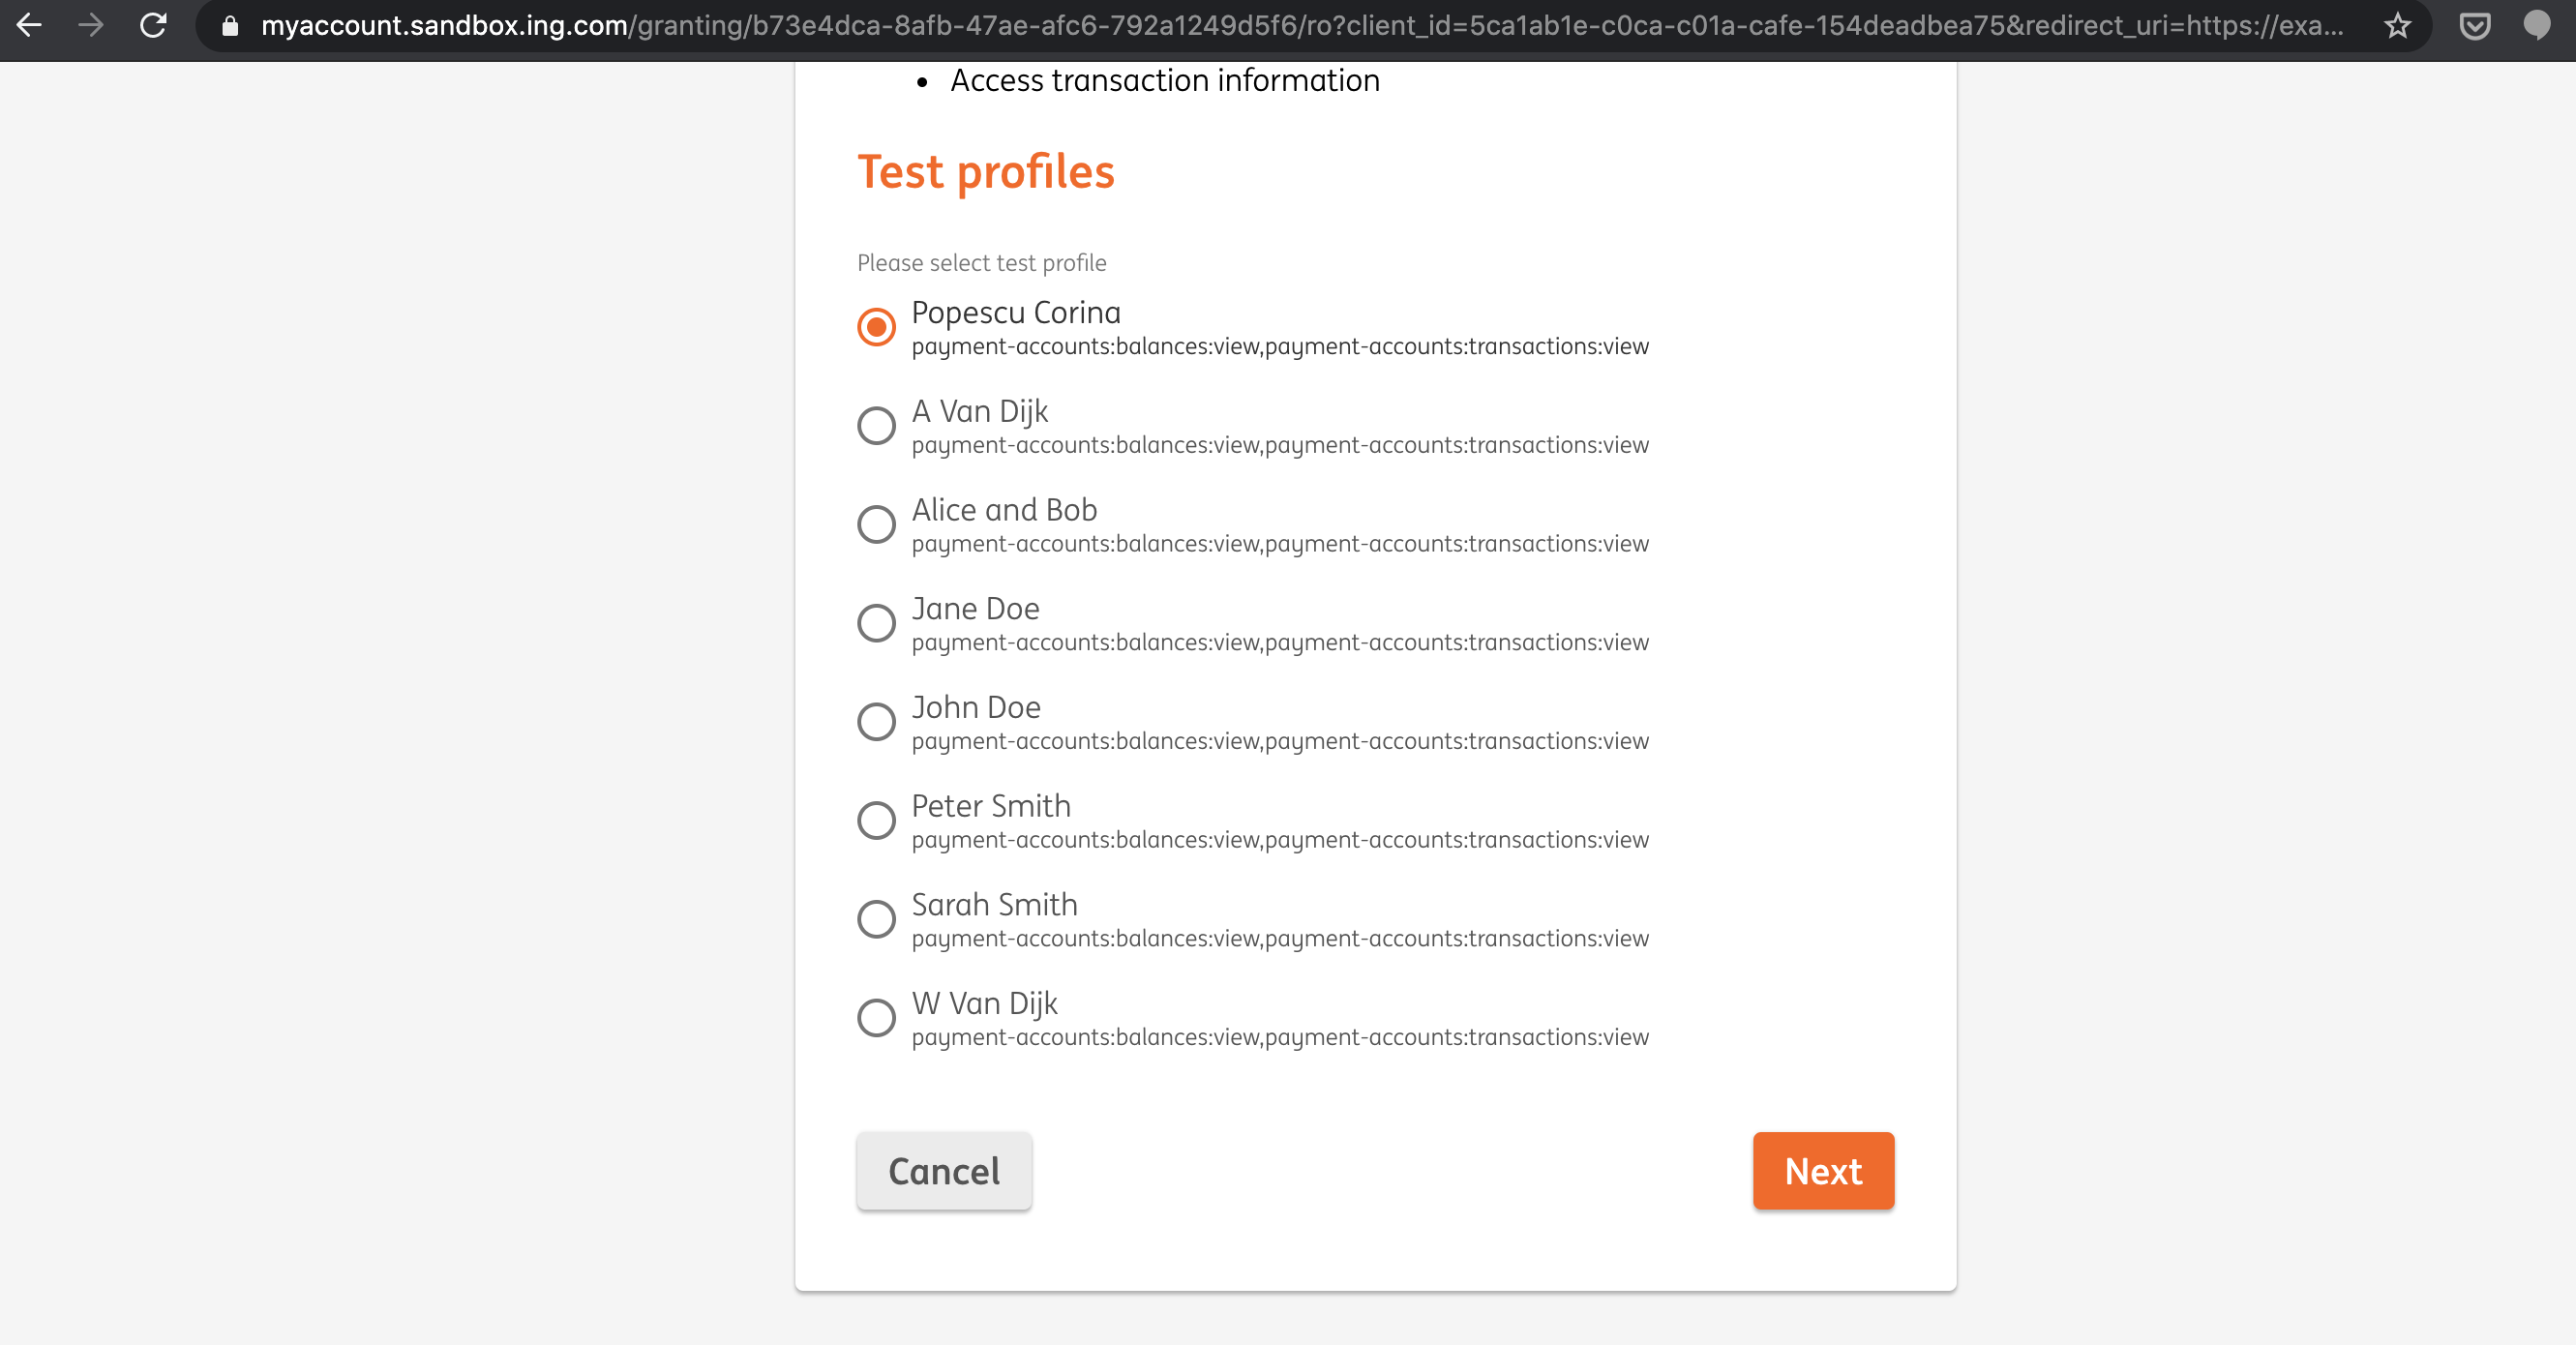 myaccount.sandbox.ing.com/granting/b73e4dca-8afb-47ae-afc6-792a1249d5f6/ro?client_id=5ca1ab1e-c0ca-c01a-cafe-154deadbea75&redirect_uri=https://exa...
• Access transaction information
Test profiles
Please select test profile
Popescu Corina
payment-accounts:balances:view,payment-accounts:transactions:view
A Van Dijk
payment-accounts:balances:view,payment-accounts:transactions:view
Alice and Bob
payment-accounts:balances:view,payment-accounts:transactions:view
Jane Doe
payment-accounts:balances:view,payment-accounts:transactions:view
John Doe
payment-accounts:balances:view,payment-accounts:transactions:view
Peter Smith
payment-accounts:balances:view,payment-accounts:transactions:view
Sarah Smith
payment-accounts:balances:view,payment-accounts:transactions:view
W Van Dijk
payment-accounts:balances:view,payment-accounts:transactions:view
Cancel
Next